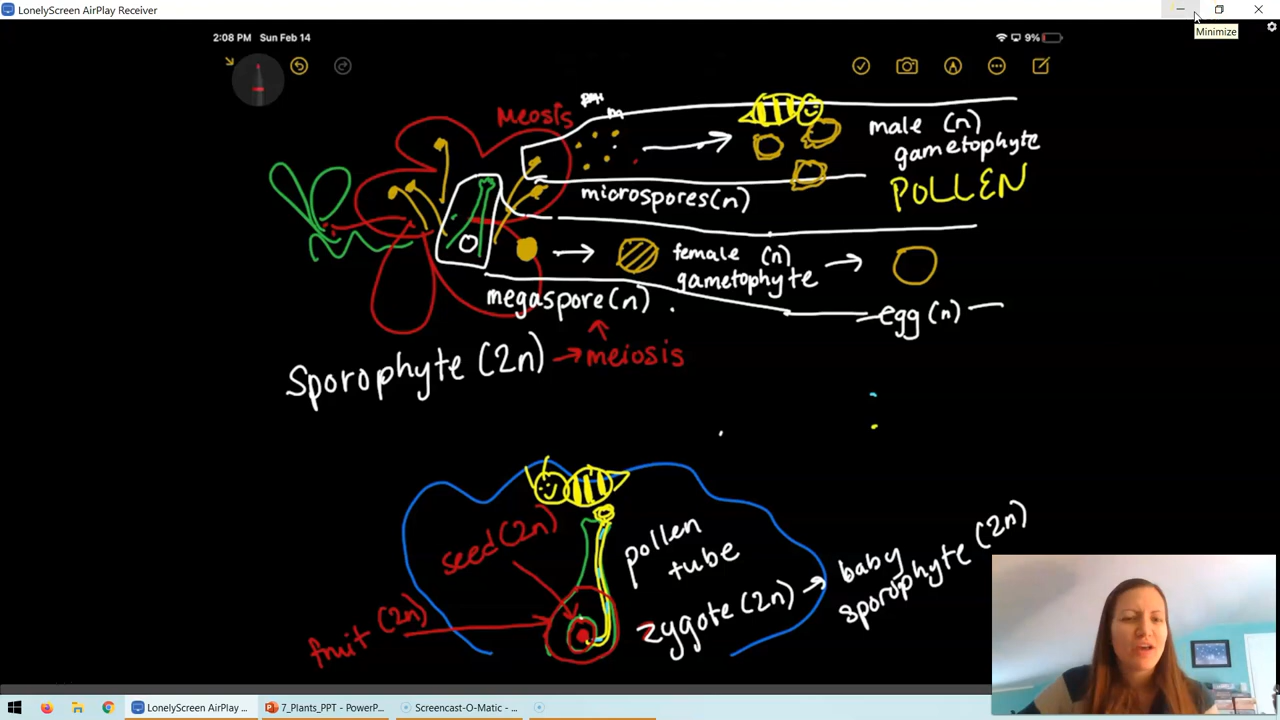 LonelyScreen AirPlay Receiver
Minimize
2:08 PM Sun Feb 14
9%
meosis
male (n)
gametophyte
POLLEN
microspores(n)
female (n)
gametophyte
megaspore(n)
egg (n)
Sporophyte (2n) → meiosis
seed (2n)
pollen
tube
fruit (2n)
zygote (2n) → baby
sporophyte (2n)
LonelyScreen AirPlay ...
7_Plants_PPT - PowerP...
Screencast-O-Matic - ...